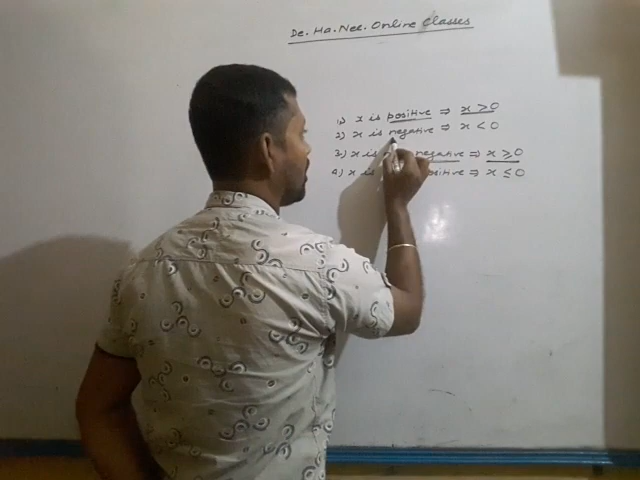 De. Ha. Nee. Online Classes
1) x is positive ⇒ x > 0
2) x is negative ⇒ x < 0
3) x is negative ⇒ x ≥ 0
4) x is ⇒ x ≤ 0